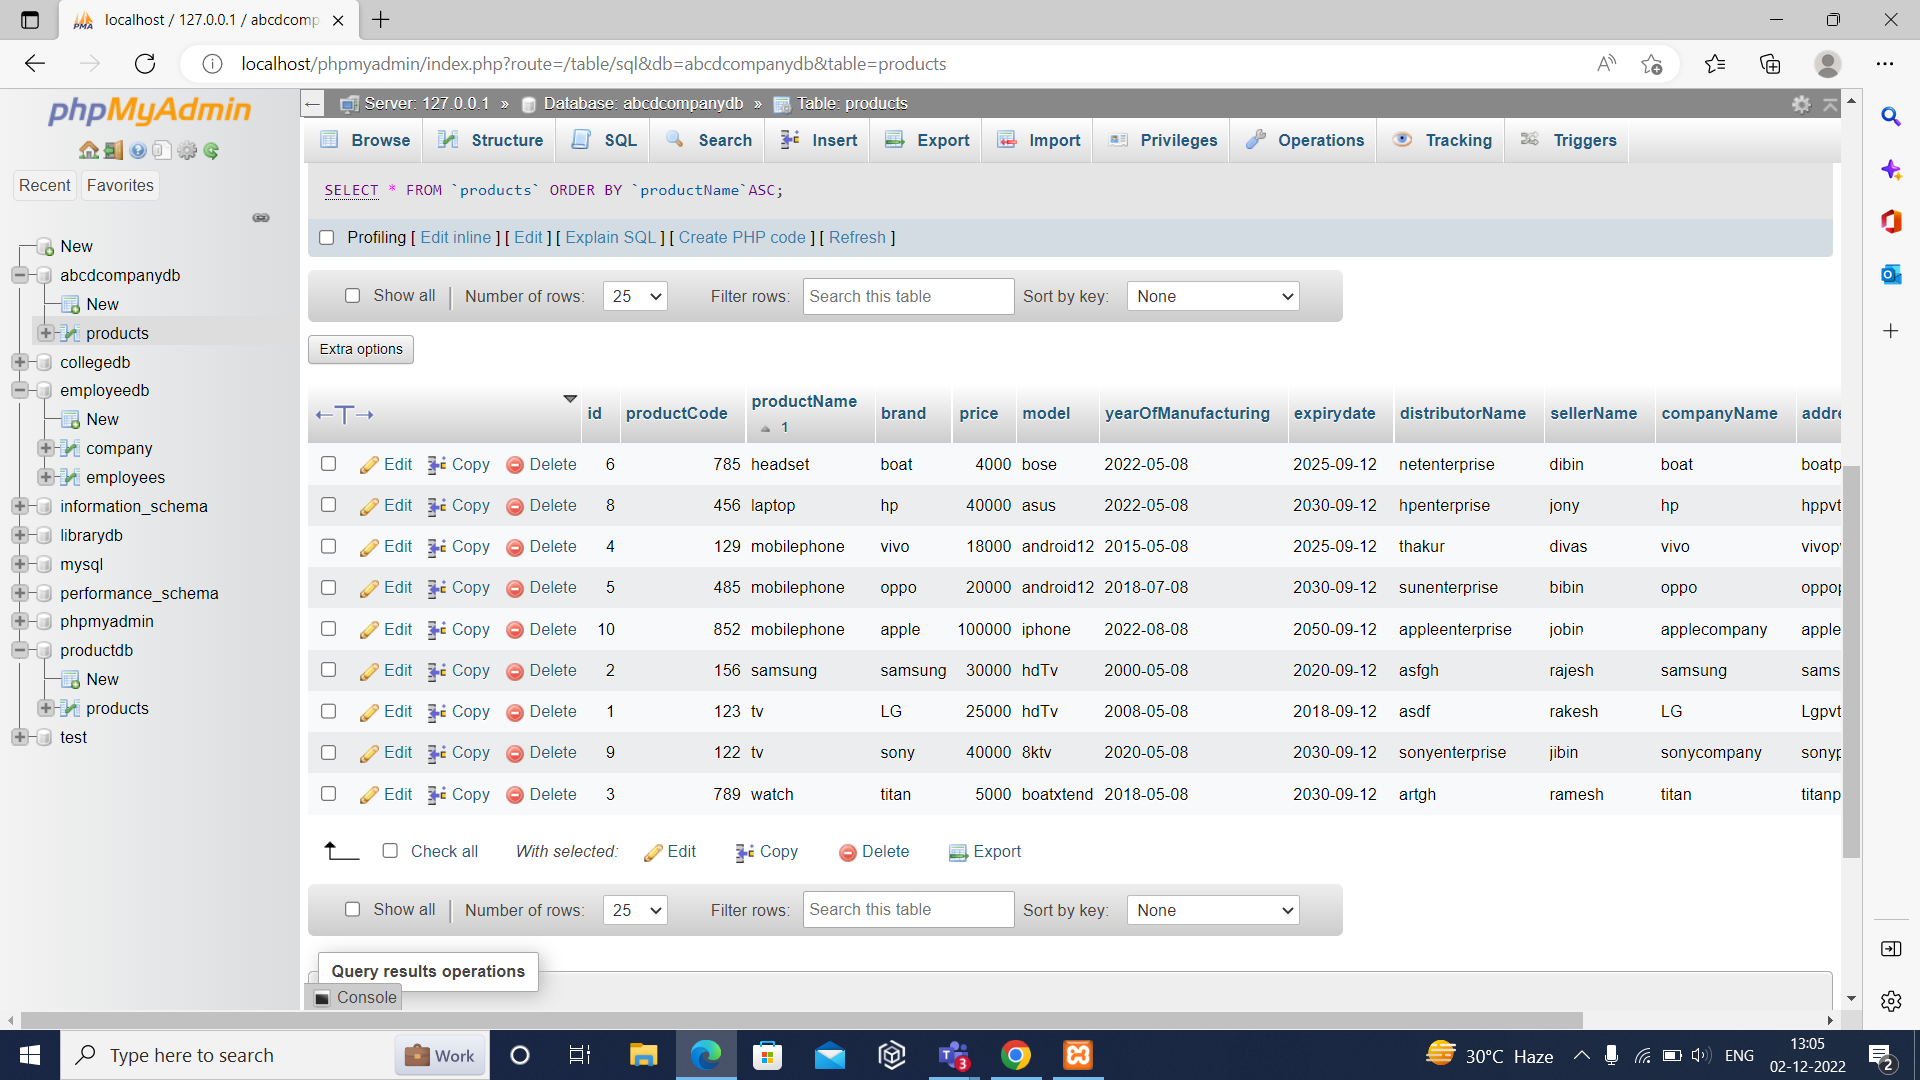 localhost / 127.0.0.1 / abcdcomp
localhost/phpmyadmin/index.php?route=/table/sql&db=abcdcompanydb&table=products
phpMyAdmin
Recent Favorites
New
abcdcompanydb
New
products
collegedb
employeedb
New
company
employees
information_schema
librarydb
mysql
performance_schema
phpmyadmin
productdb
New
products
test
Server: 127.0.0.1 » Database: abcdcompanydb » Table: products
Browse Structure SQL Search Insert Export Import Privileges Operations Tracking Triggers
SELECT * FROM `products` ORDER BY `productName`ASC;
Profiling [ Edit inline ] [ Edit ] [ Explain SQL ] [ Create PHP code ] [ Refresh ]
Show all Number of rows: 25 Filter rows: Search this table Sort by key: None
Extra options
id productCode productName 1 brand price model yearOfManufacturing expirydate distributorName sellerName companyName addre
Edit Copy Delete 6 785 headset boat 4000 bose 2022-05-08 2025-09-12 netenterprise dibin boat boatp
Edit Copy Delete 8 456 laptop hp 40000 asus 2022-05-08 2030-09-12 hpenterprise jony hp hppvt
Edit Copy Delete 4 129 mobilephone vivo 18000 android12 2015-05-08 2025-09-12 thakur divas vivo vivop
Edit Copy Delete 5 485 mobilephone oppo 20000 android12 2018-07-08 2030-09-12 sunenterprise bibin oppo oppop
Edit Copy Delete 10 852 mobilephone apple 100000 iphone 2022-08-08 2050-09-12 appleenterprise jobin applecompany apple
Edit Copy Delete 2 156 samsung samsung 30000 hdTv 2000-05-08 2020-09-12 asfgh rajesh samsung sams
Edit Copy Delete 1 123 tv LG 25000 hdTv 2008-05-08 2018-09-12 asdf rakesh LG Lgpvt
Edit Copy Delete 9 122 tv sony 40000 8ktv 2020-05-08 2030-09-12 sonyenterprise jibin sonycompany sonyp
Edit Copy Delete 3 789 watch titan 5000 boatxtend 2018-05-08 2030-09-12 artgh ramesh titan titanp
Check all With selected: Edit Copy Delete Export
Show all Number of rows: 25 Filter rows: Search this table Sort by key: None
Query results operations
Console
Type here to search Work 3 30°C Haze ENG 13:05
02-12-2022 2